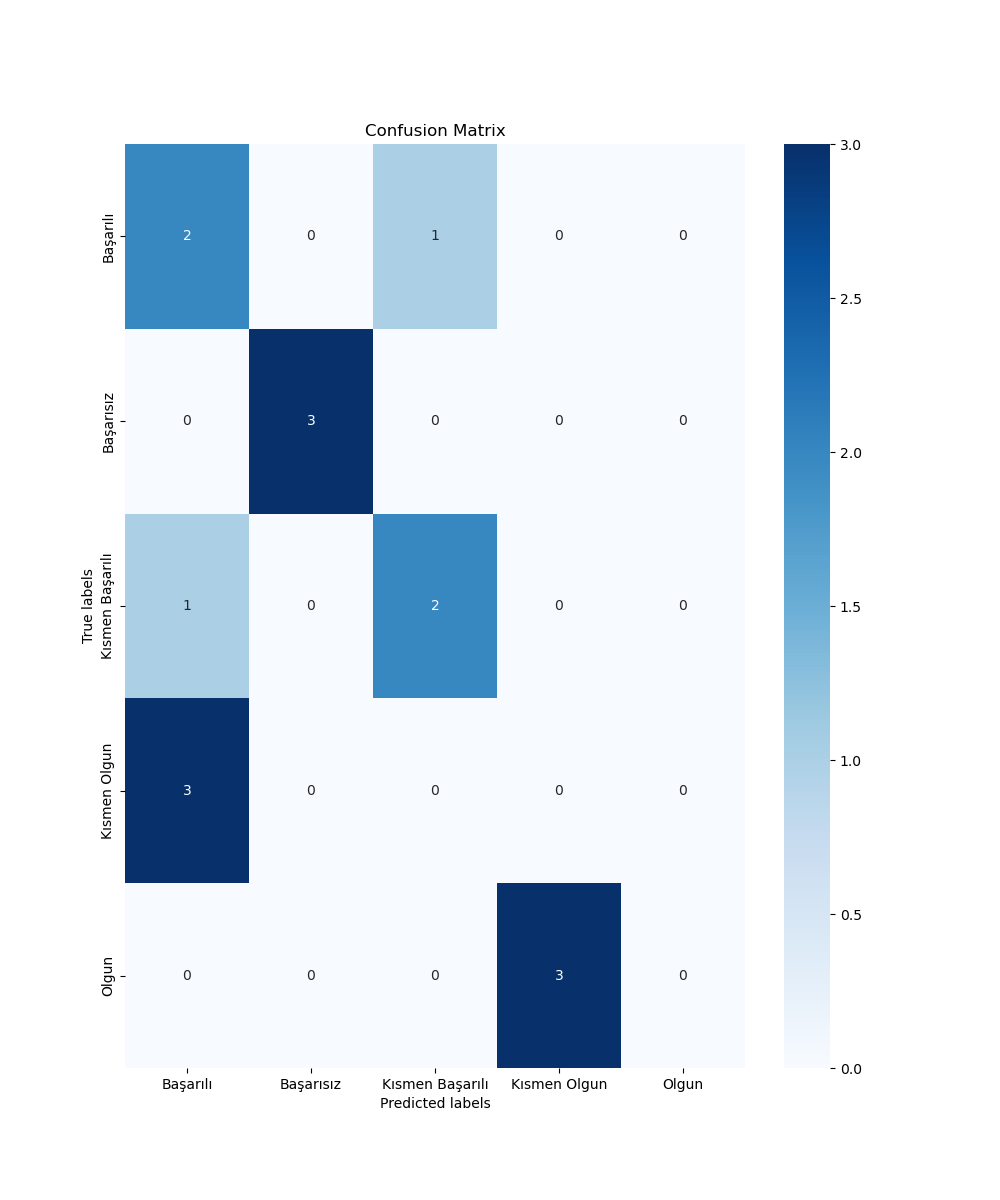 Confusion Matrix
True labels
Başarılı
2 0 1 0 0
Başarısız
0 3 0 0 0
Kısmen Başarılı
1 0 2 0 0
Kısmen Olgun
3 0 0 0 0
Olgun
0 0 0 3 0
Başarılı Başarısız Kısmen Başarılı Kısmen Olgun Olgun
Predicted labels
3.0
2.5
2.0
1.5
1.0
0.5
0.0